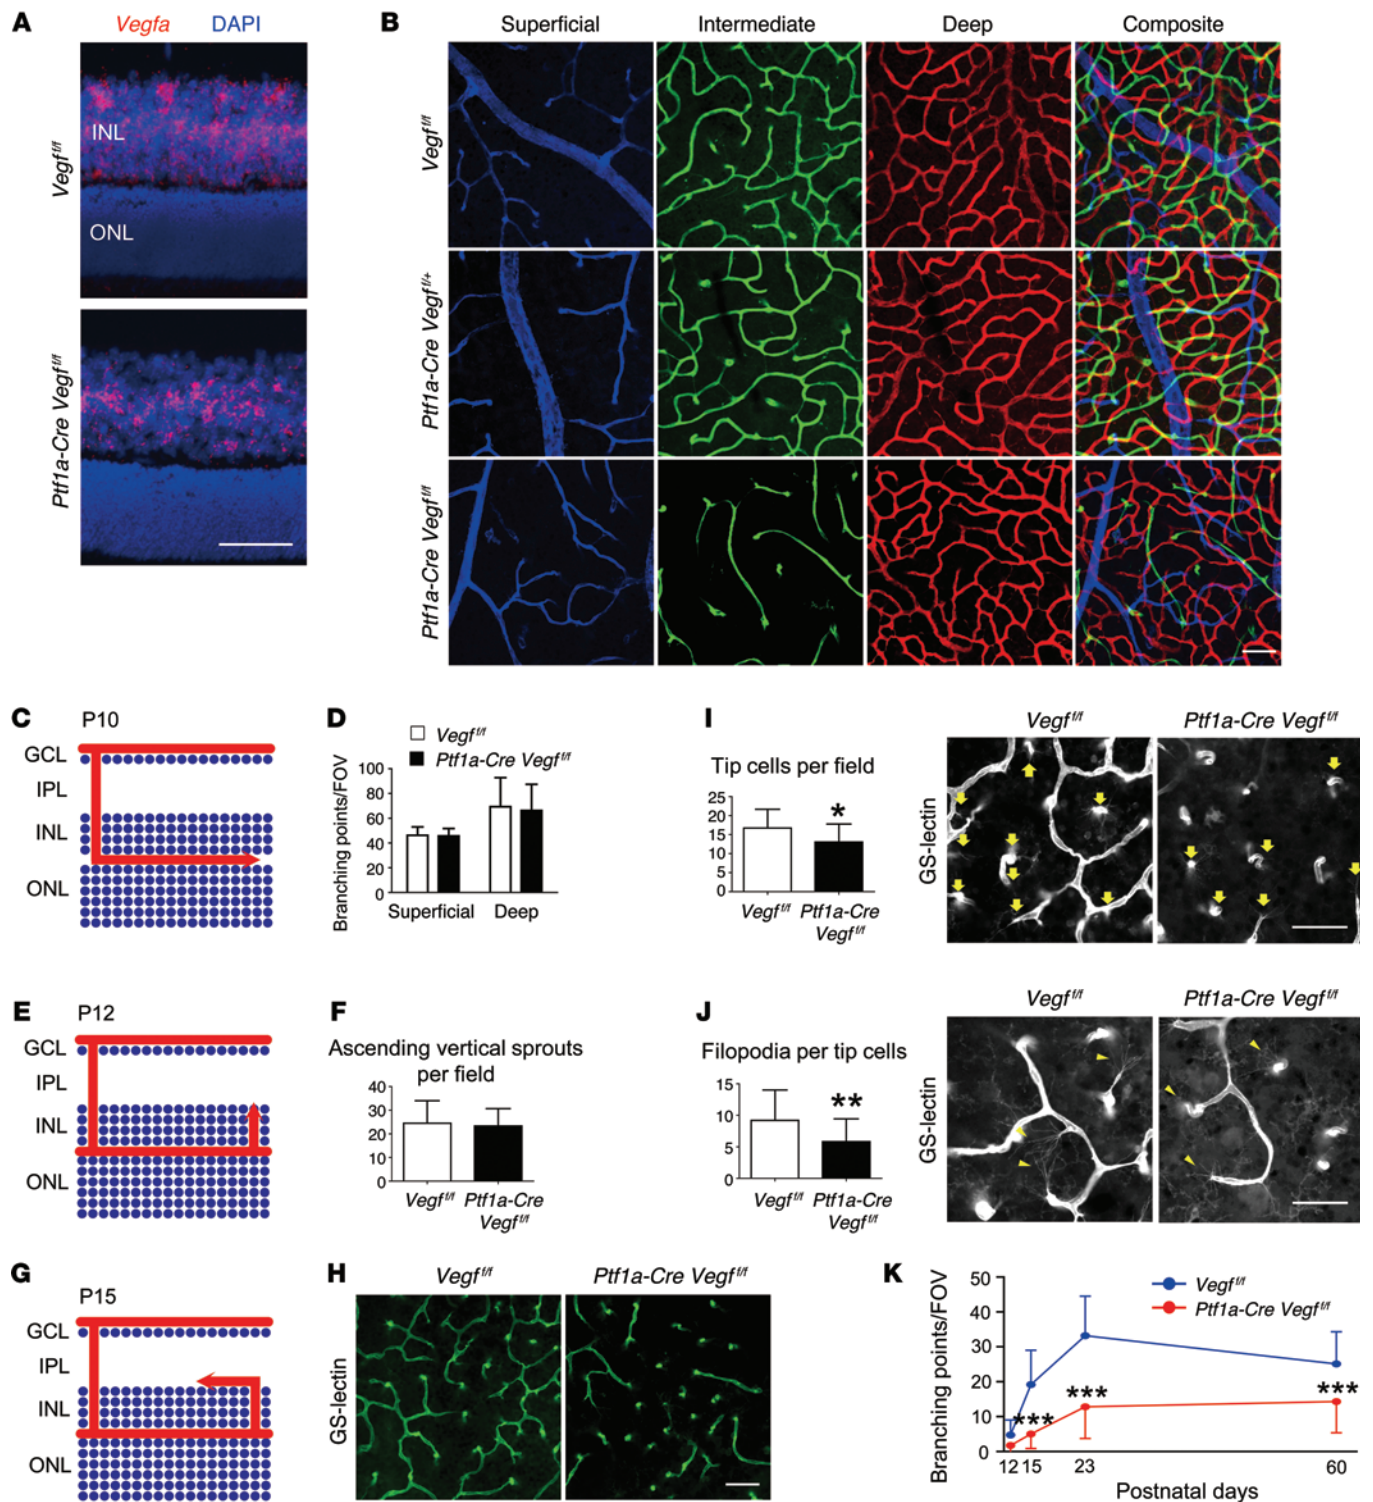 A
Vegfa DAPI
Vegf f/f
INL
ONL
Ptf1a-Cre Vegf f/f
B
Superficial Intermediate Deep Composite
Vegf f/f
Ptf1a-Cre Vegf f/+
Ptf1a-Cre Vegf f/f
C
P10
GCL
IPL
INL
ONL
D
Vegf f/f
Ptf1a-Cre Vegf f/f
Branching points/FOV
100
80
60
40
20
0
Superficial Deep
E
P12
GCL
IPL
INL
ONL
F
Ascending vertical sprouts
per field
40
30
20
10
0
Vegf f/f Ptf1a-Cre
Vegf f/f
G
P15
GCL
IPL
INL
ONL
H
Vegf f/f Ptf1a-Cre Vegf f/f
GS-lectin
I
Tip cells per field
25
20
15
10
5
0
*
Vegf f/f Ptf1a-Cre
Vegf f/f
Vegf f/f Ptf1a-Cre Vegf f/f
GS-lectin
J
Filopodia per tip cells
15
10
5
0
**
Vegf f/f Ptf1a-Cre
Vegf f/f
Vegf f/f Ptf1a-Cre Vegf f/f
GS-lectin
K
Vegf f/f
Ptf1a-Cre Vegf f/f
Branching points/FOV
50
40
30
20
10
0
*** *** ***
12 15 23 60
Postnatal days